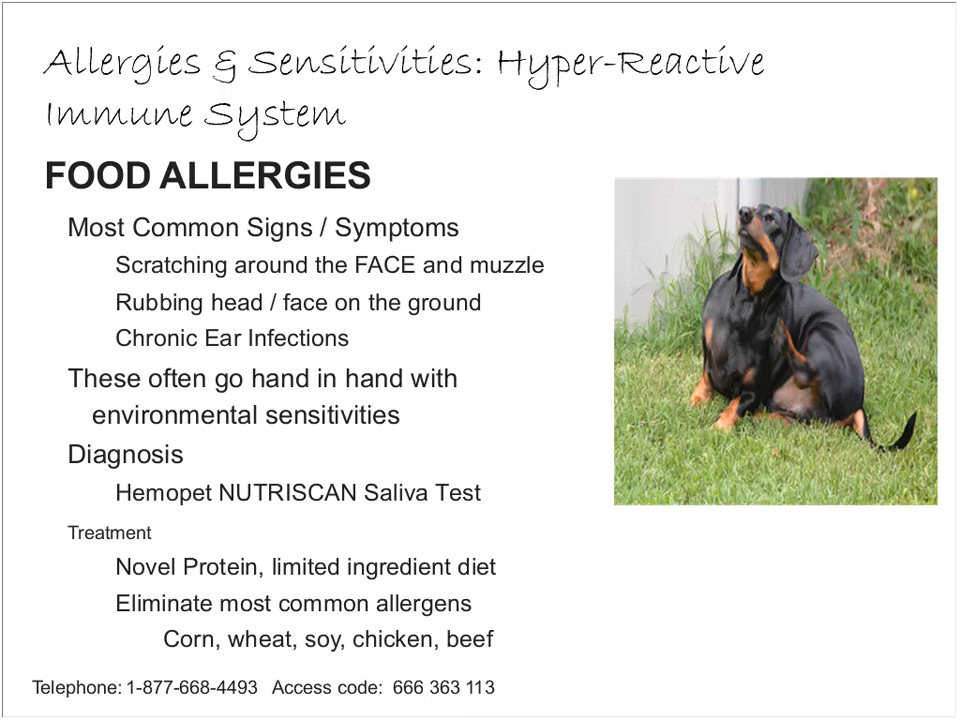 Allergies & Sensitivities: Hyper-Reactive
Immune System
FOOD ALLERGIES
Most Common Signs / Symptoms
Scratching around the FACE and muzzle
Rubbing head / face on the ground
Chronic Ear Infections
These often go hand in hand with
environmental sensitivities
Diagnosis
Hemopet NUTRISCAN Saliva Test
Treatment
Novel Protein, limited ingredient diet
Eliminate most common allergens
Corn, wheat, soy, chicken, beef
Telephone: 1-877-668-4493 Access code: 666 363 113